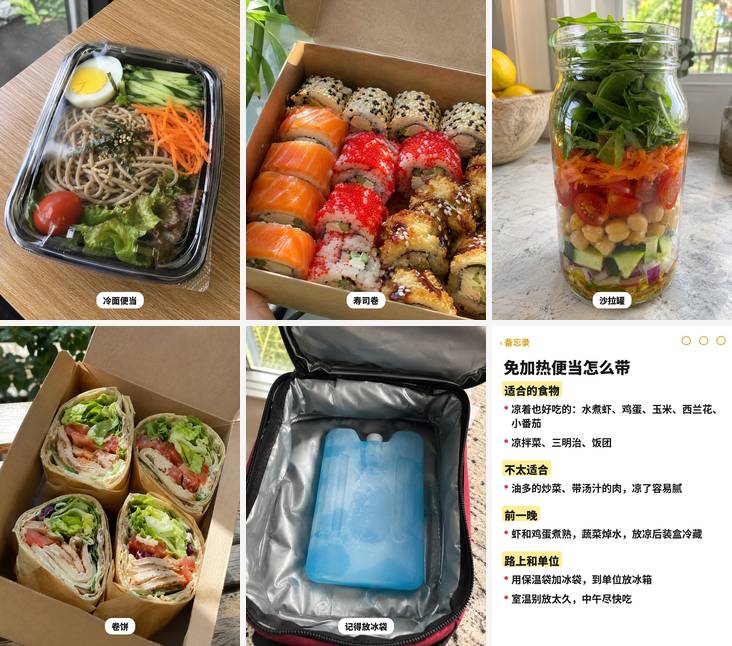 冷面便当
寿司卷
沙拉罐
卷饼
记得放冰袋
‹ 备忘录
免加热便当怎么带
适合的食物
• 凉着也好吃的：水煮虾、鸡蛋、玉米、西兰花、
小番茄
• 凉拌菜、三明治、饭团
不太适合
• 油多的炒菜、带汤汁的肉，凉了容易腻
前一晚
• 虾和鸡蛋煮熟，蔬菜焯水，放凉后装盒冷藏
路上和单位
• 用保温袋加冰袋，到单位放冰箱
• 室温别放太久，中午尽快吃